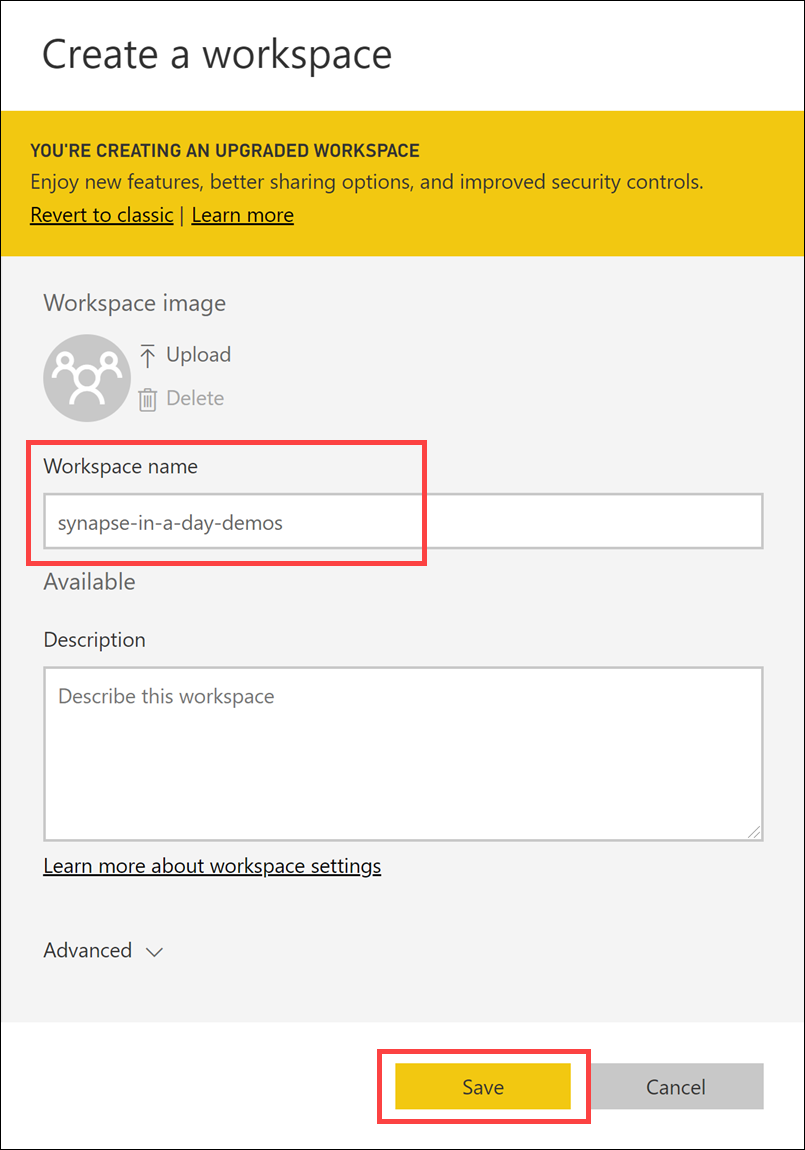 Create a workspace
YOU'RE CREATING AN UPGRADED WORKSPACE
Enjoy new features, better sharing options, and improved security controls.
Revert to classic | Learn more
Workspace image
Upload
Delete
Workspace name
synapse-in-a-day-demos
Available
Description
Describe this workspace
Learn more about workspace settings
Advanced
Save Cancel